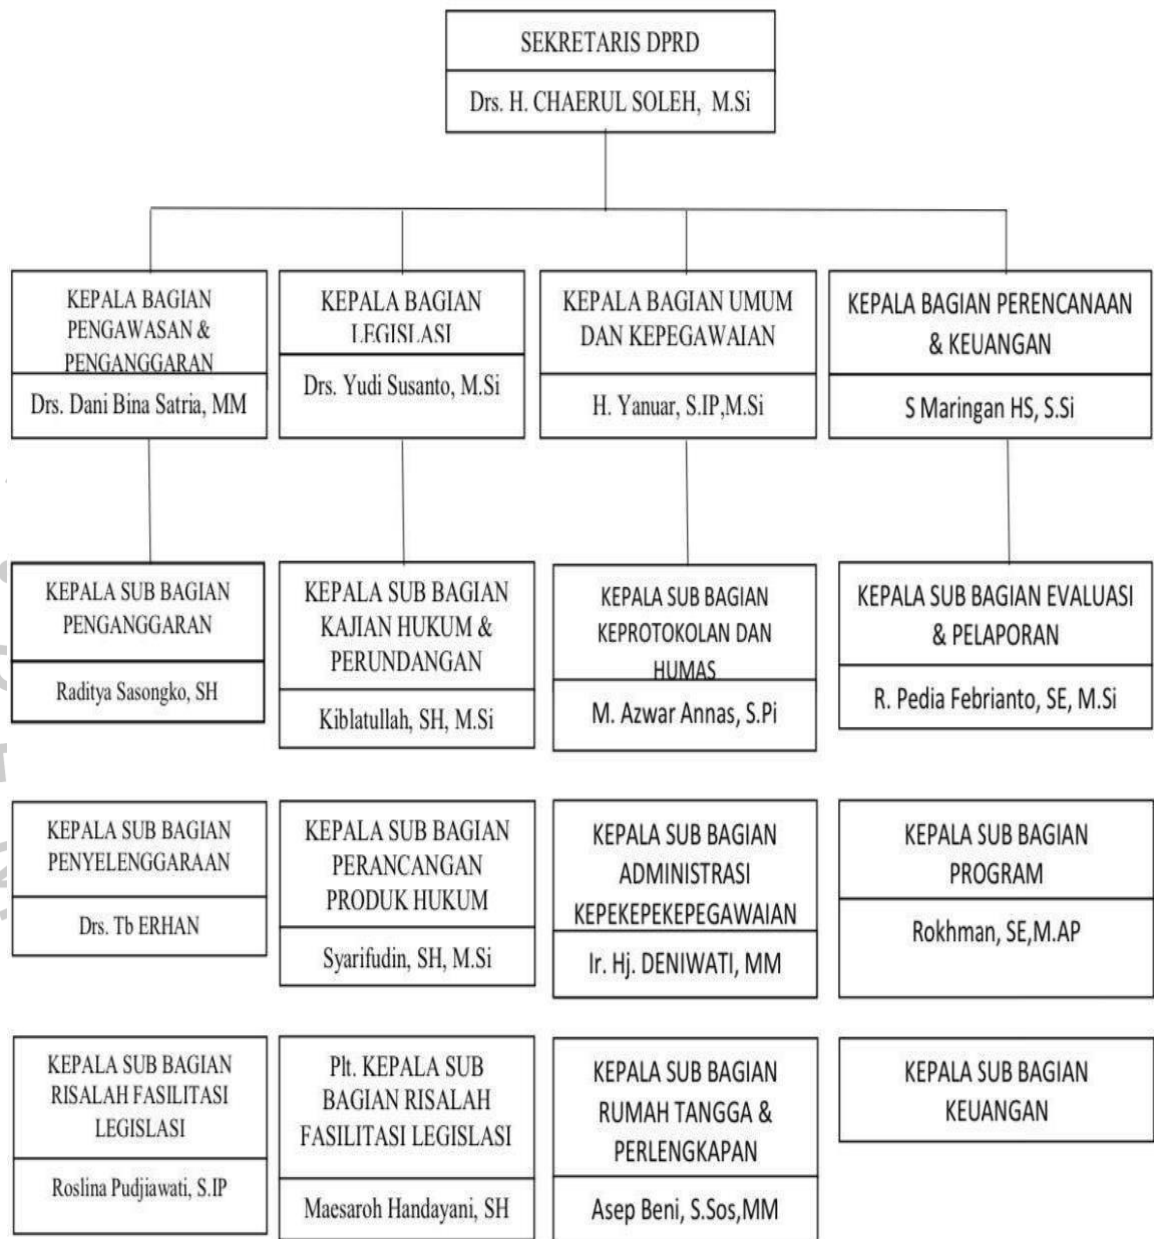 SEKRETARIS DPRD
Drs. H. CHAERUL SOLEH, M.Si
KEPALA BAGIAN
PENGAWASAN &
PENGANGGARAN
Drs. Dani Bina Satria, MM
KEPALA BAGIAN
LEGISLASI
Drs. Yudi Susanto, M.Si
KEPALA BAGIAN UMUM
DAN KEPEGAWAIAN
H. Yanuar, S.IP,M.Si
KEPALA BAGIAN PERENCANAAN
& KEUANGAN
S Maringan HS, S.Si
KEPALA SUB BAGIAN
PENGANGGARAN
Raditya Sasongko, SH
KEPALA SUB BAGIAN
KAJIAN HUKUM &
PERUNDANGAN
Kiblatullah, SH, M.Si
KEPALA SUB BAGIAN
KEPROTOKOLAN DAN
HUMAS
M. Azwar Annas, S.Pi
KEPALA SUB BAGIAN EVALUASI
& PELAPORAN
R. Pedia Febrianto, SE, M.Si
KEPALA SUB BAGIAN
PENYELENGGARAAN
Drs. Tb ERHAN
KEPALA SUB BAGIAN
PERANCANGAN
PRODUK HUKUM
Syarifudin, SH, M.Si
KEPALA SUB BAGIAN
ADMINISTRASI
KEPEKEPEKEPEGAWAIAN
Ir. Hj. DENIWATI, MM
KEPALA SUB BAGIAN
PROGRAM
Rokhman, SE,M.AP
KEPALA SUB BAGIAN
RISALAH FASILITASI
LEGISLASI
Roslina Pudjiawati, S.IP
Plt. KEPALA SUB
BAGIAN RISALAH
FASILITASI LEGISLASI
Maesaroh Handayani, SH
KEPALA SUB BAGIAN
RUMAH TANGGA &
PERLENGKAPAN
Asep Beni, S.Sos,MM
KEPALA SUB BAGIAN
KEUANGAN